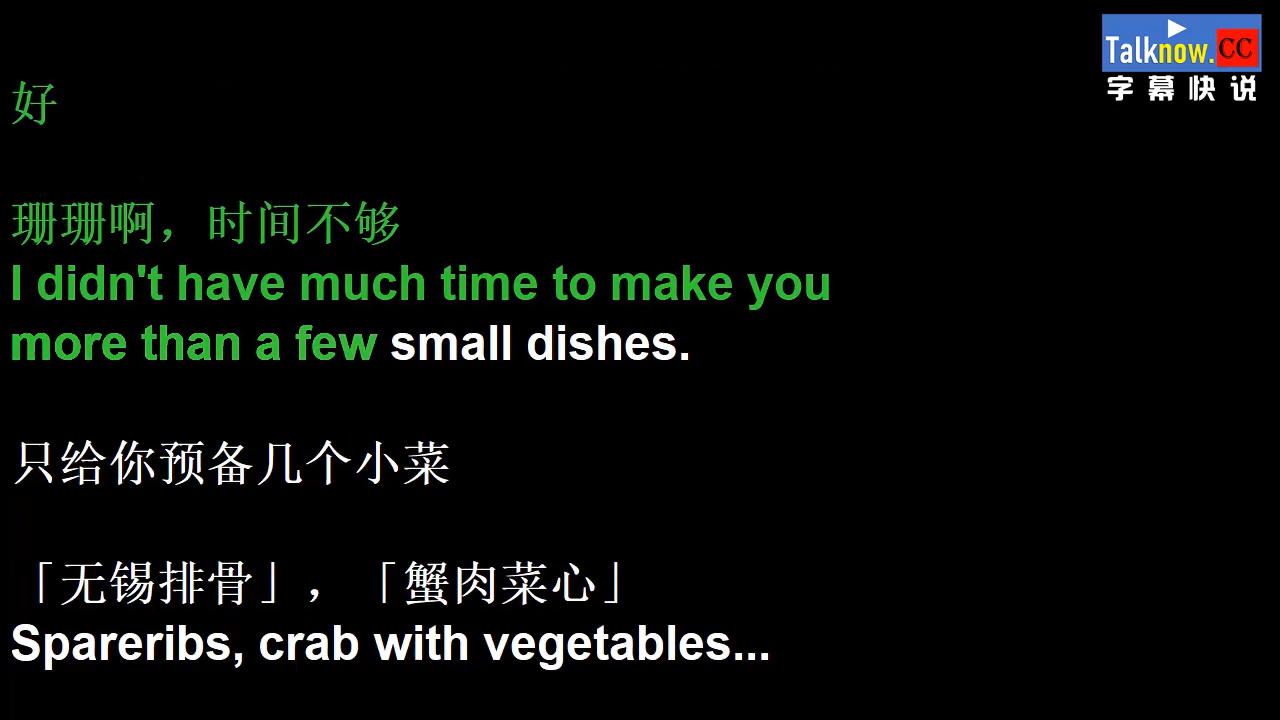 Talknow.CC
字幕快说
好
珊珊啊，时间不够
I didn't have much time to make you
more than a few small dishes.
只给你预备几个小菜
「无锡排骨」，「蟹肉菜心」
Spareribs, crab with vegetables...